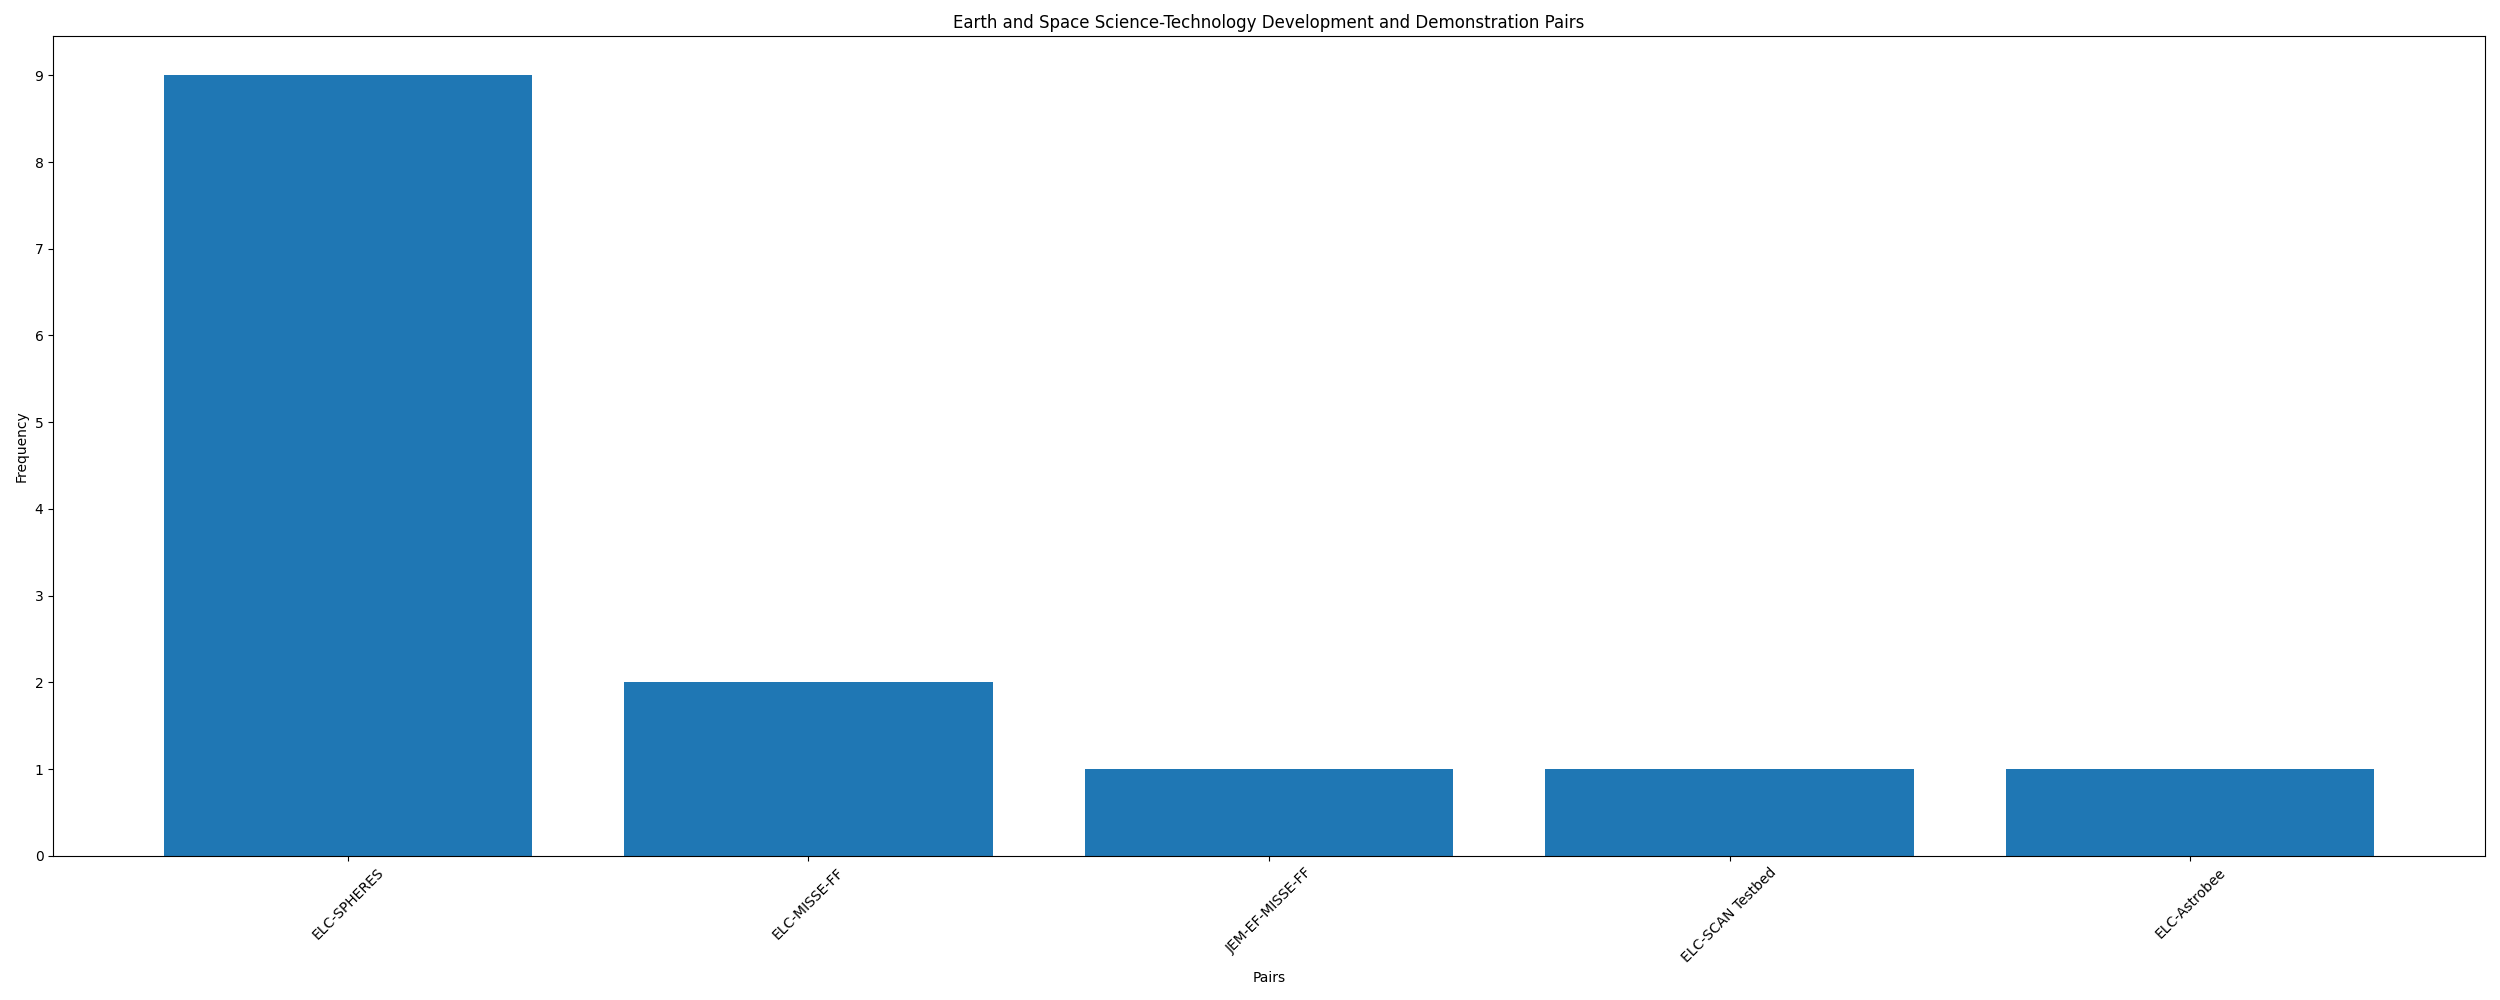 Earth and Space Science-Technology Development and Demonstration Pairs
9
8
7
6
5
4
3
2
1
0
Frequency
ELC-SPHERES
ELC-MISSE-FF
JEM-EF-MISSE-FF
ELC-SCAN Testbed
ELC-Astrobee
Pairs